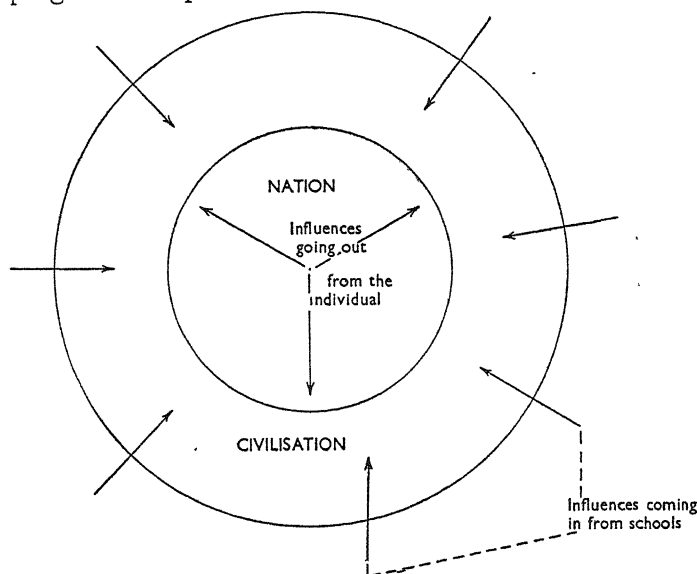 NATION
Influences
going out
from the
individual
CIVILISATION
Influences coming
in from schools